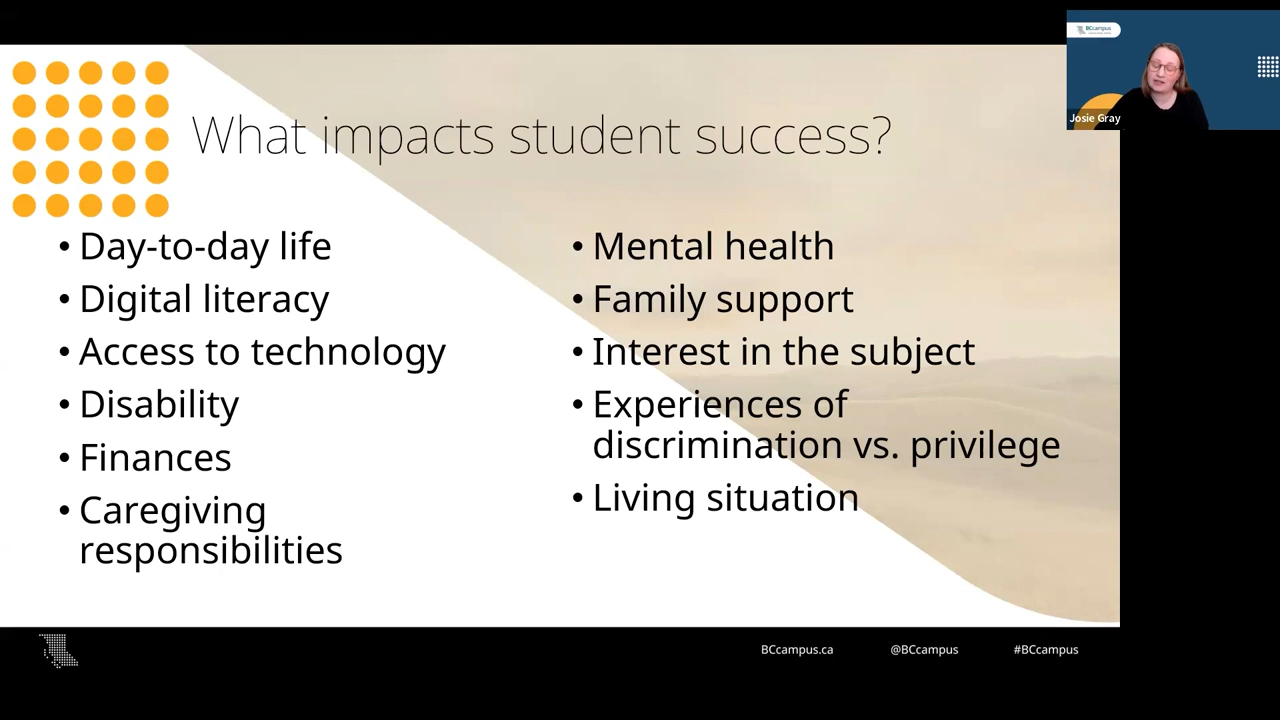 BCcampus
Josie Gray
What impacts student success?
• Day-to-day life
• Digital literacy
• Access to technology
• Disability
• Finances
• Caregiving
responsibilities
• Mental health
• Family support
• Interest in the subject
• Experiences of
discrimination vs. privilege
• Living situation
BCcampus.ca
@BCcampus
#BCcampus